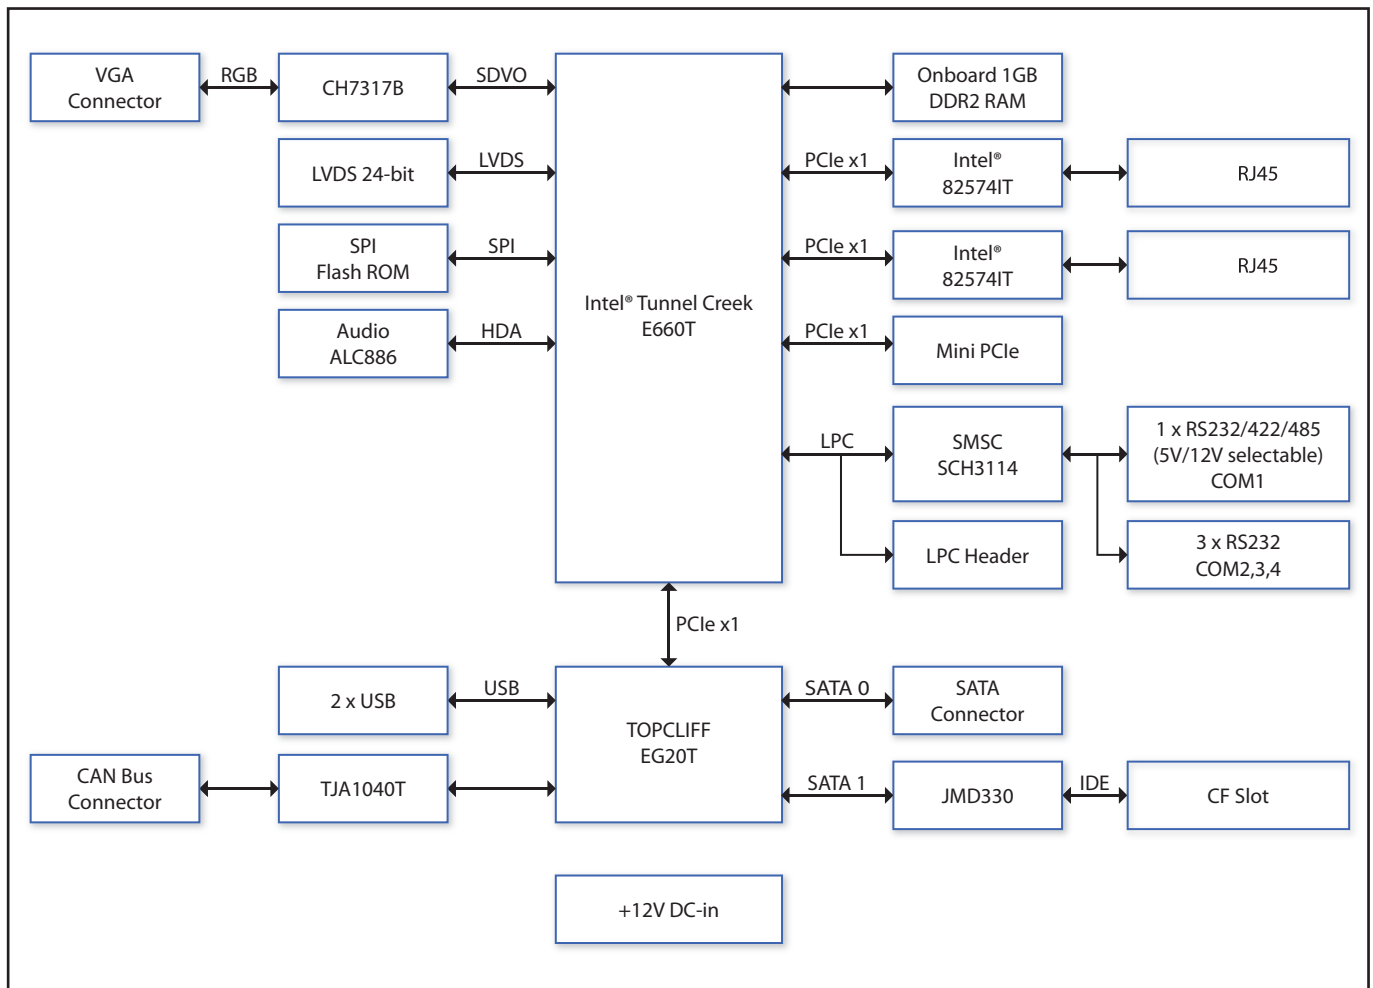 VGA
Connector
RGB
CH7317B
SDVO
Onboard 1GB
DDR2 RAM
LVDS 24-bit
LVDS
PCIe x1
Intel®
82574IT
RJ45
SPI
Flash ROM
SPI
PCIe x1
Intel®
82574IT
RJ45
Intel® Tunnel Creek
E660T
Audio
ALC886
HDA
PCIe x1
Mini PCIe
LPC
SMSC
SCH3114
1 x RS232/422/485
(5V/12V selectable)
COM1
LPC Header
3 x RS232
COM2,3,4
PCIe x1
2 x USB
USB
TOPCLIFF
EG20T
SATA 0
SATA
Connector
CAN Bus
Connector
TJA1040T
SATA 1
JMD330
IDE
CF Slot
+12V DC-in